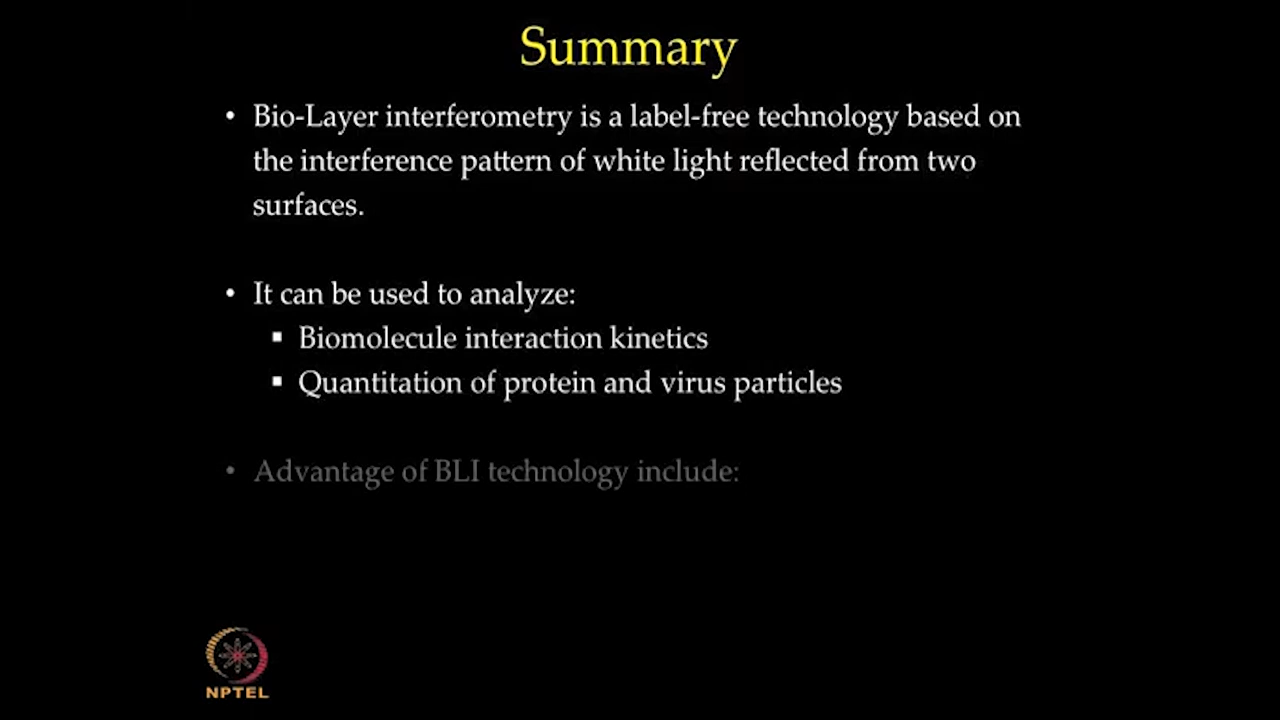 Summary
• Bio-Layer interferometry is a label-free technology based on
the interference pattern of white light reflected from two
surfaces.
• It can be used to analyze:
▪ Biomolecule interaction kinetics
▪ Quantitation of protein and virus particles
• Advantage of BLI technology include:
NPTEL